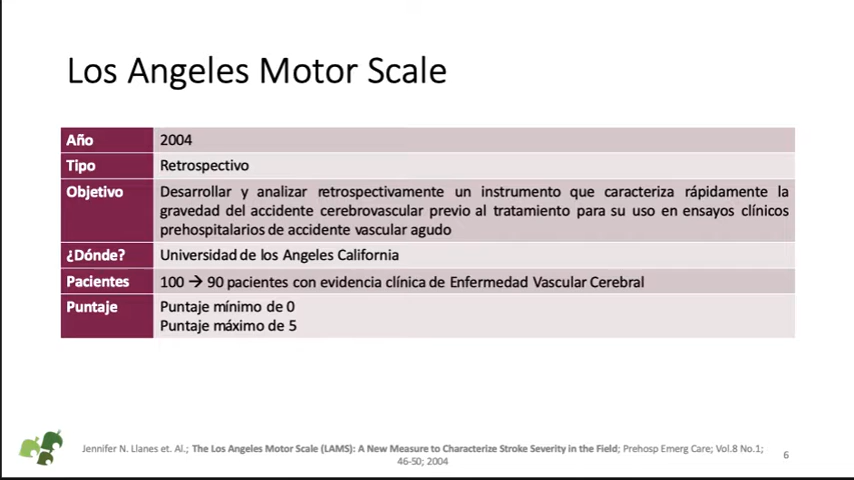 Los Angeles Motor Scale
Año 2004
Tipo Retrospectivo
Objetivo Desarrollar y analizar retrospectivamente un instrumento que caracteriza rápidamente la
gravedad del accidente cerebrovascular previo al tratamiento para su uso en ensayos clínicos
prehospitalarios de accidente vascular agudo
¿Dónde? Universidad de los Angeles California
Pacientes 100 → 90 pacientes con evidencia clínica de Enfermedad Vascular Cerebral
Puntaje Puntaje mínimo de 0
Puntaje máximo de 5
Jennifer N. Llanes et. Al.; The Los Angeles Motor Scale (LAMS): A New Measure to Characterize Stroke Severity in the Field; Prehosp Emerg Care; Vol.8 No.1;
46-50; 2004
6